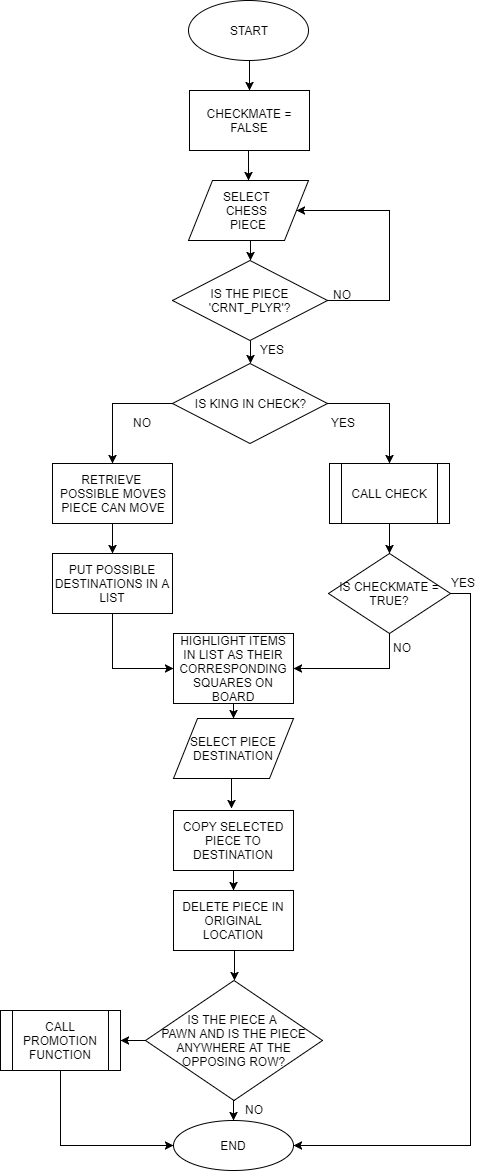 START
CHECKMATE =
FALSE
SELECT
CHESS
PIECE
IS THE PIECE
'CRNT_PLYR'?
NO
YES
IS KING IN CHECK?
NO
YES
RETRIEVE
POSSIBLE MOVES
PIECE CAN MOVE
CALL CHECK
PUT POSSIBLE
DESTINATIONS IN A
LIST
IS CHECKMATE =
TRUE?
YES
NO
HIGHLIGHT ITEMS
IN LIST AS THEIR
CORRESPONDING
SQUARES ON
BOARD
SELECT PIECE
DESTINATION
COPY SELECTED
PIECE TO
DESTINATION
DELETE PIECE IN
ORIGINAL
LOCATION
IS THE PIECE A
PAWN AND IS THE PIECE
ANYWHERE AT THE
OPPOSING ROW?
CALL
PROMOTION
FUNCTION
NO
END